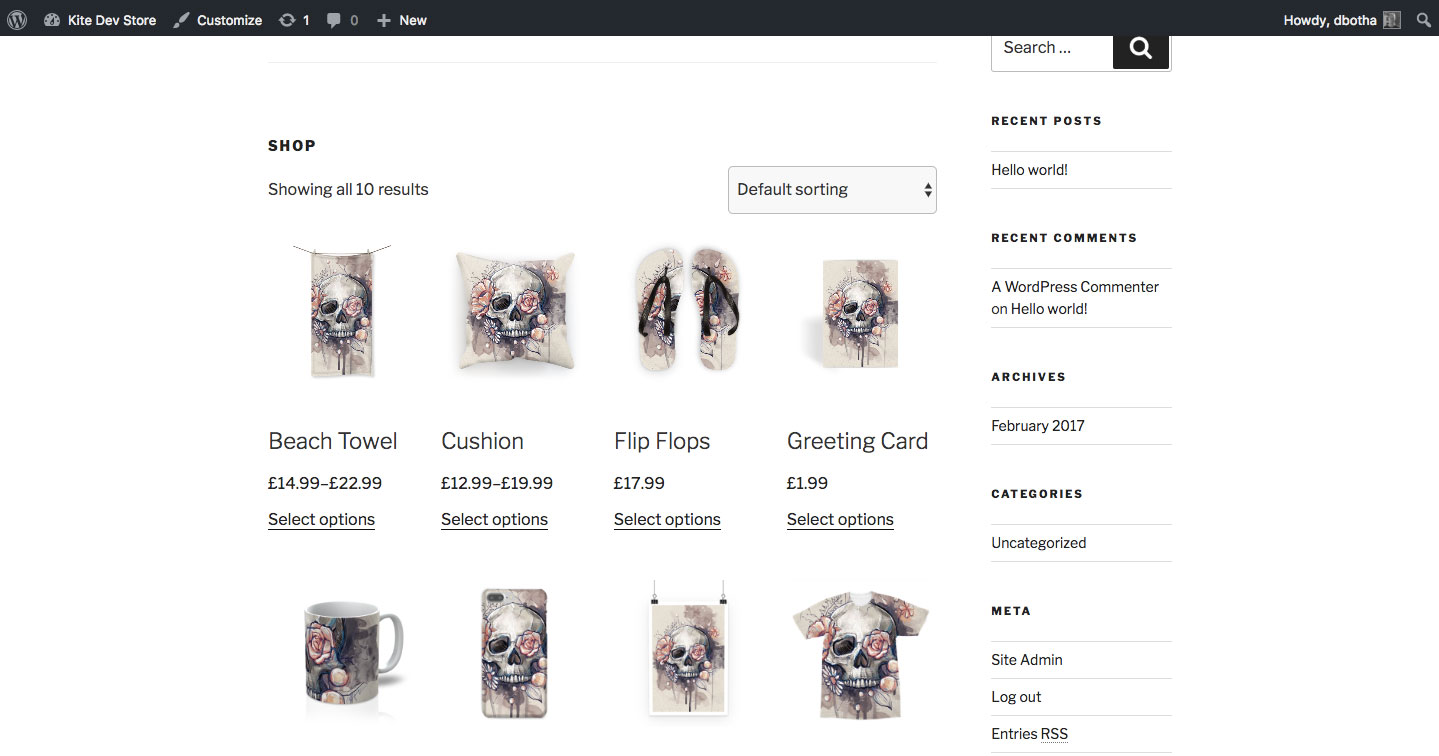 Kite Dev Store Customize 1 0 New Howdy, dbotha
Search ...
SHOP
Showing all 10 results
Default sorting
Beach Towel
£14.99–£22.99
Select options
Cushion
£12.99–£19.99
Select options
Flip Flops
£17.99
Select options
Greeting Card
£1.99
Select options
RECENT POSTS
Hello world!
RECENT COMMENTS
A WordPress Commenter
on Hello world!
ARCHIVES
February 2017
CATEGORIES
Uncategorized
META
Site Admin
Log out
Entries RSS